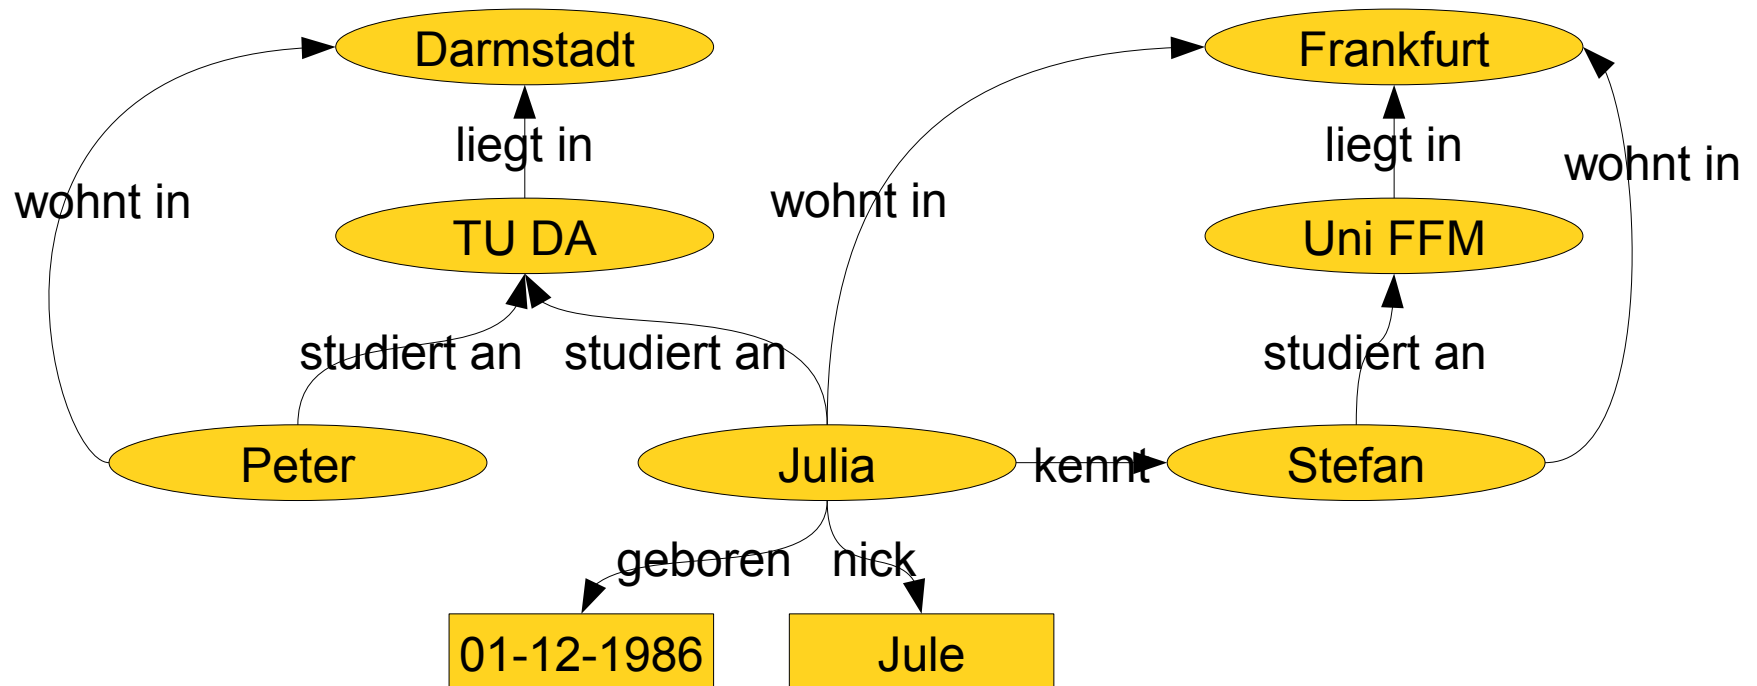 Darmstadt
Frankfurt
liegt in
liegt in
wohnt in
wohnt in
wohnt in
TU DA
Uni FFM
studiert an
studiert an
studiert an
Peter
Julia
kennt
Stefan
geboren
nick
01-12-1986
Jule